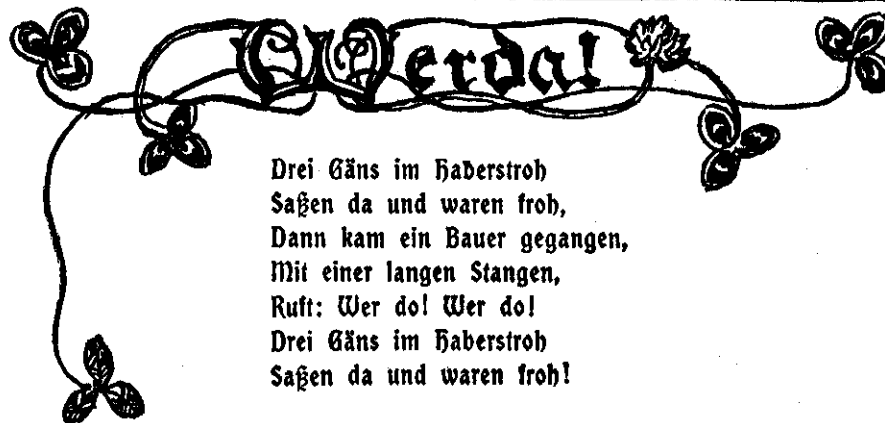 Werda!
Drei Gäns im Haberstroh
Saßen da und waren froh,
Dann kam ein Bauer gegangen,
Mit einer langen Stangen,
Ruft: Wer do! Wer do!
Drei Gäns im Haberstroh
Saßen da und waren froh!